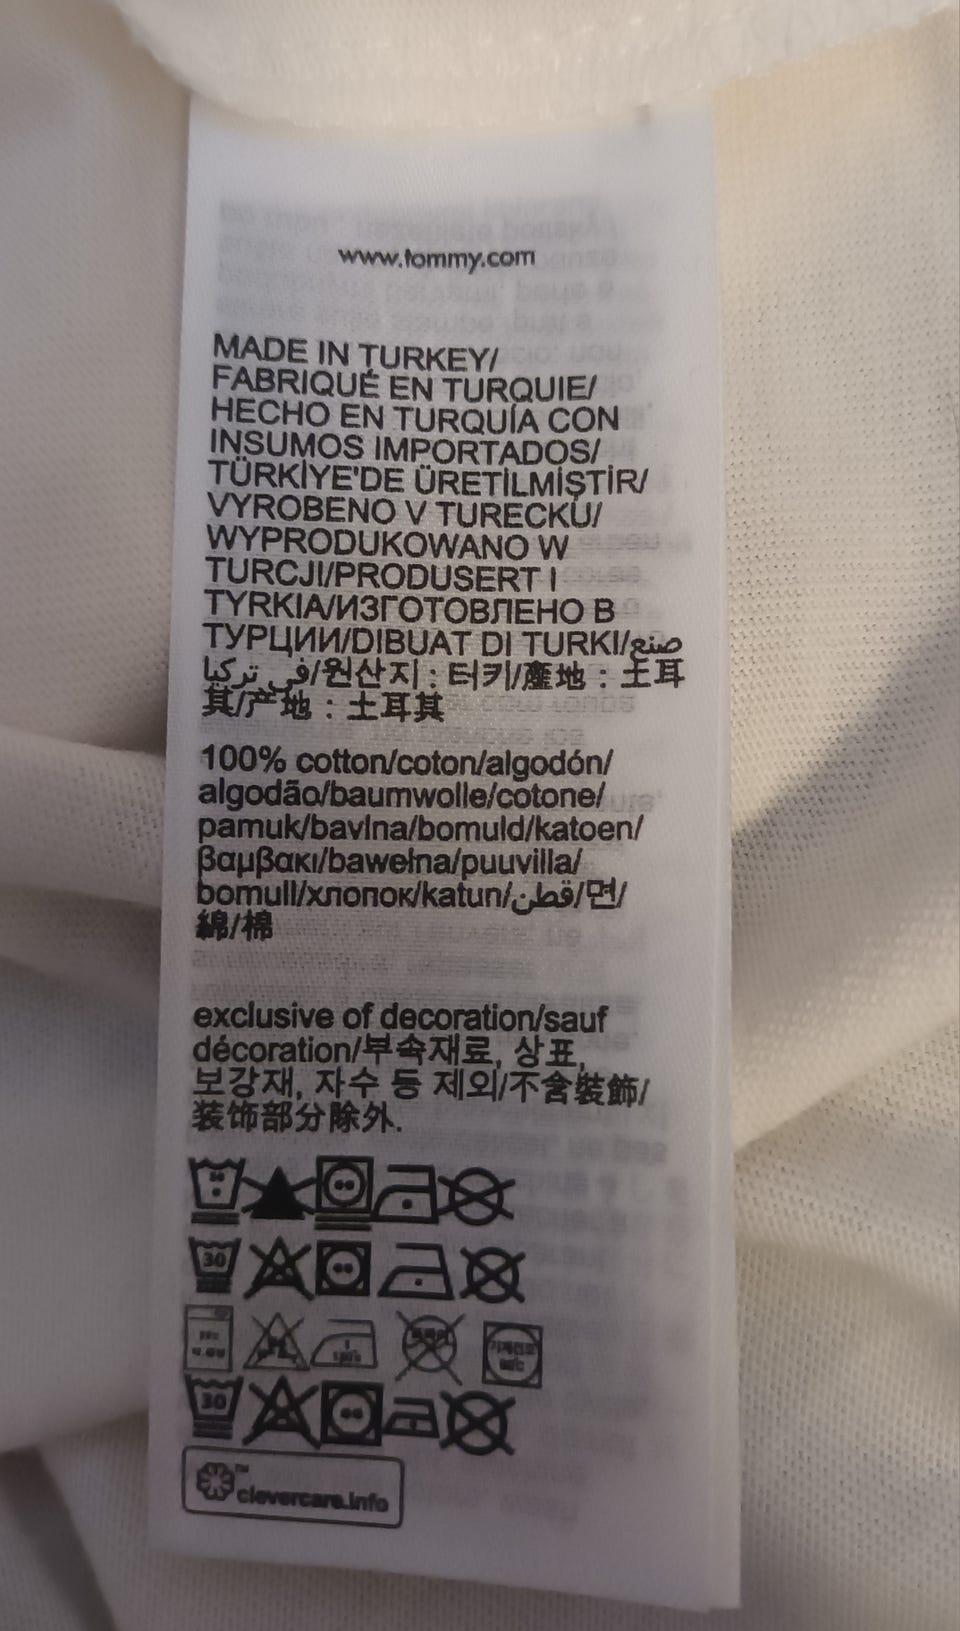 www.tommy.com
MADE IN TURKEY/
FABRIQUÉ EN TURQUIE/
HECHO EN TURQUÍA CON
INSUMOS IMPORTADOS/
TÜRKİYE'DE ÜRETİLMİŞTİR/
VYROBENO V TURECKU/
WYPRODUKOWANO W
TURCJI/PRODUSERT I
TYRKIA/ИЗГОТОВЛЕНО В
ТУРЦИИ/DIBUAT DI TURKI/صنع
في تركيا/원산지 : 터키/產地 : 土耳
其/产地 : 土耳其
100% cotton/coton/algodón/
algodão/baumwolle/cotone/
pamuk/bavlna/bomuld/katoen/
βαμβακι/bawełna/puuvilla/
bomull/хлопок/katun/قطن/면/
綿/棉
exclusive of decoration/sauf
décoration/부속재료, 상표,
보강재, 자수 등 제외/不含裝飾/
装饰部分除外.
30
30
30
clevercare.info